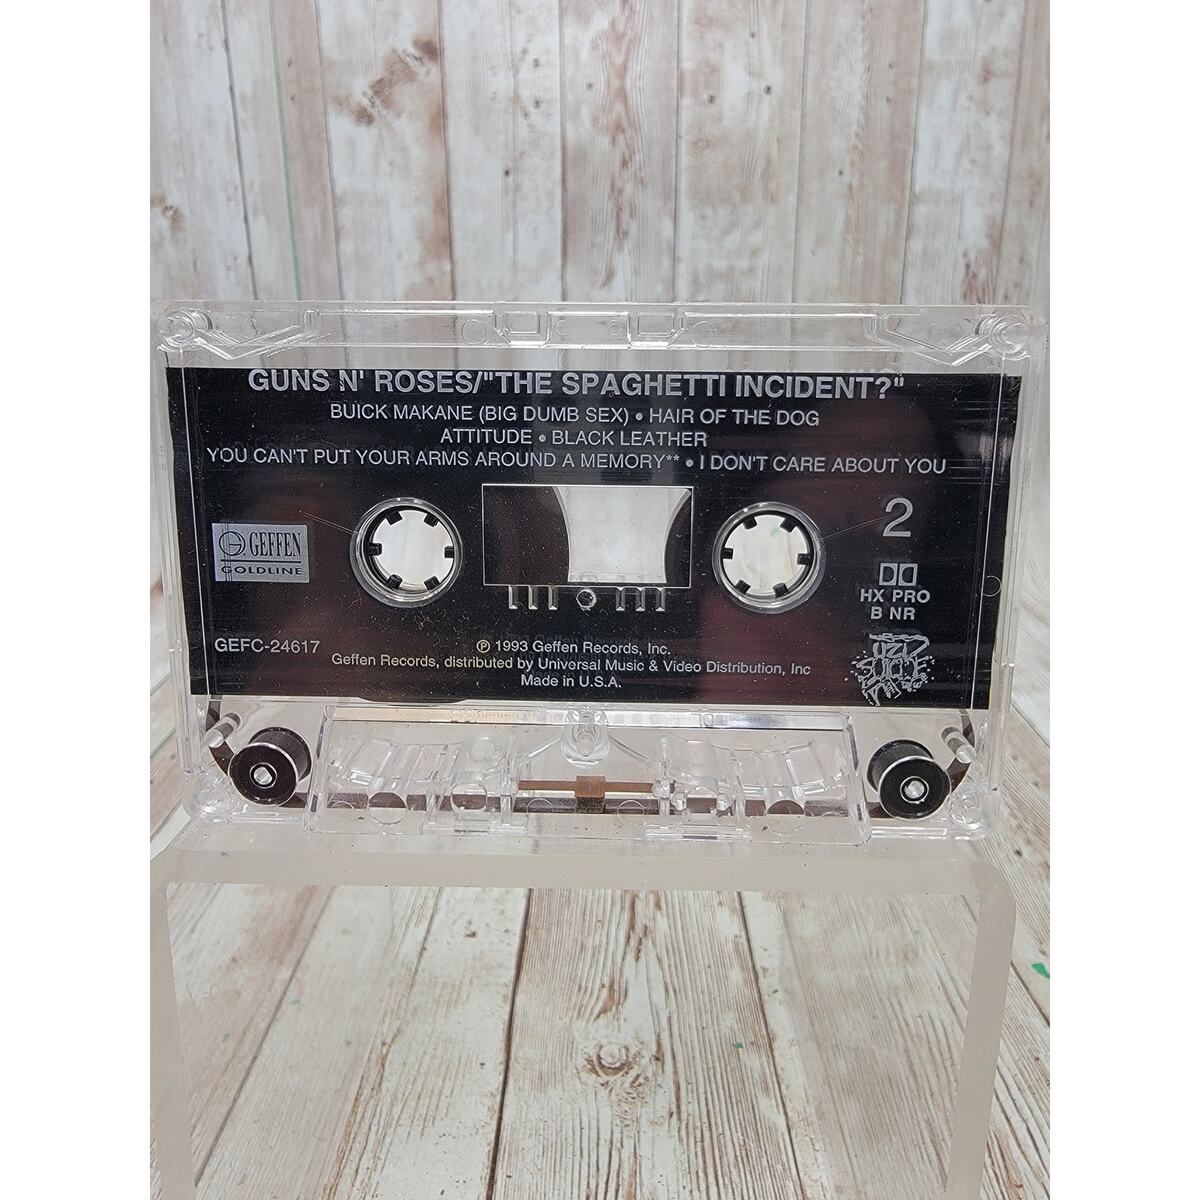 GUNS N' ROSES/"THE SPAGHETTI INCIDENT?"
BUICK MAKANE (BIG DUMB SEX) • HAIR OF THE DOG
ATTITUDE • BLACK LEATHER
YOU CAN'T PUT YOUR ARMS AROUND A MEMORY** • I DON'T CARE ABOUT YOU
2
GEFFEN
GOLDLINE
HX PRO
B NR
GEFC-24617
℗ 1993 Geffen Records, Inc.
Geffen Records, distributed by Universal Music & Video Distribution, Inc
Made in U.S.A.
UZI
SUICIDE